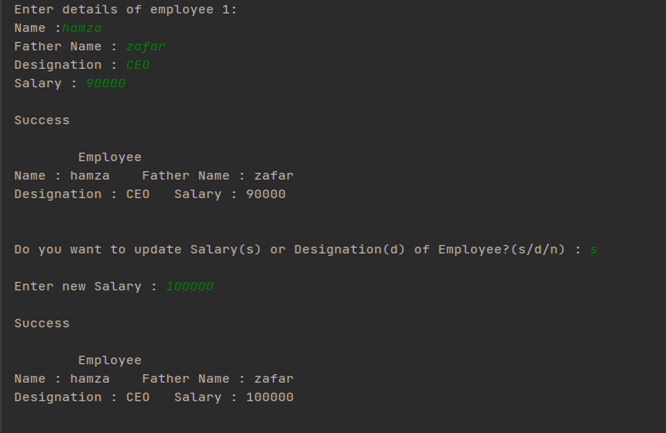 Enter details of employee 1:
Name :hamza
Father Name : zafar
Designation : CEO
Salary : 90000
Success
Employee
Name : hamza    Father Name : zafar
Designation : CEO   Salary : 90000
Do you want to update Salary(s) or Designation(d) of Employee?(s/d/n) : s
Enter new Salary : 100000
Success
Employee
Name : hamza    Father Name : zafar
Designation : CEO   Salary : 100000